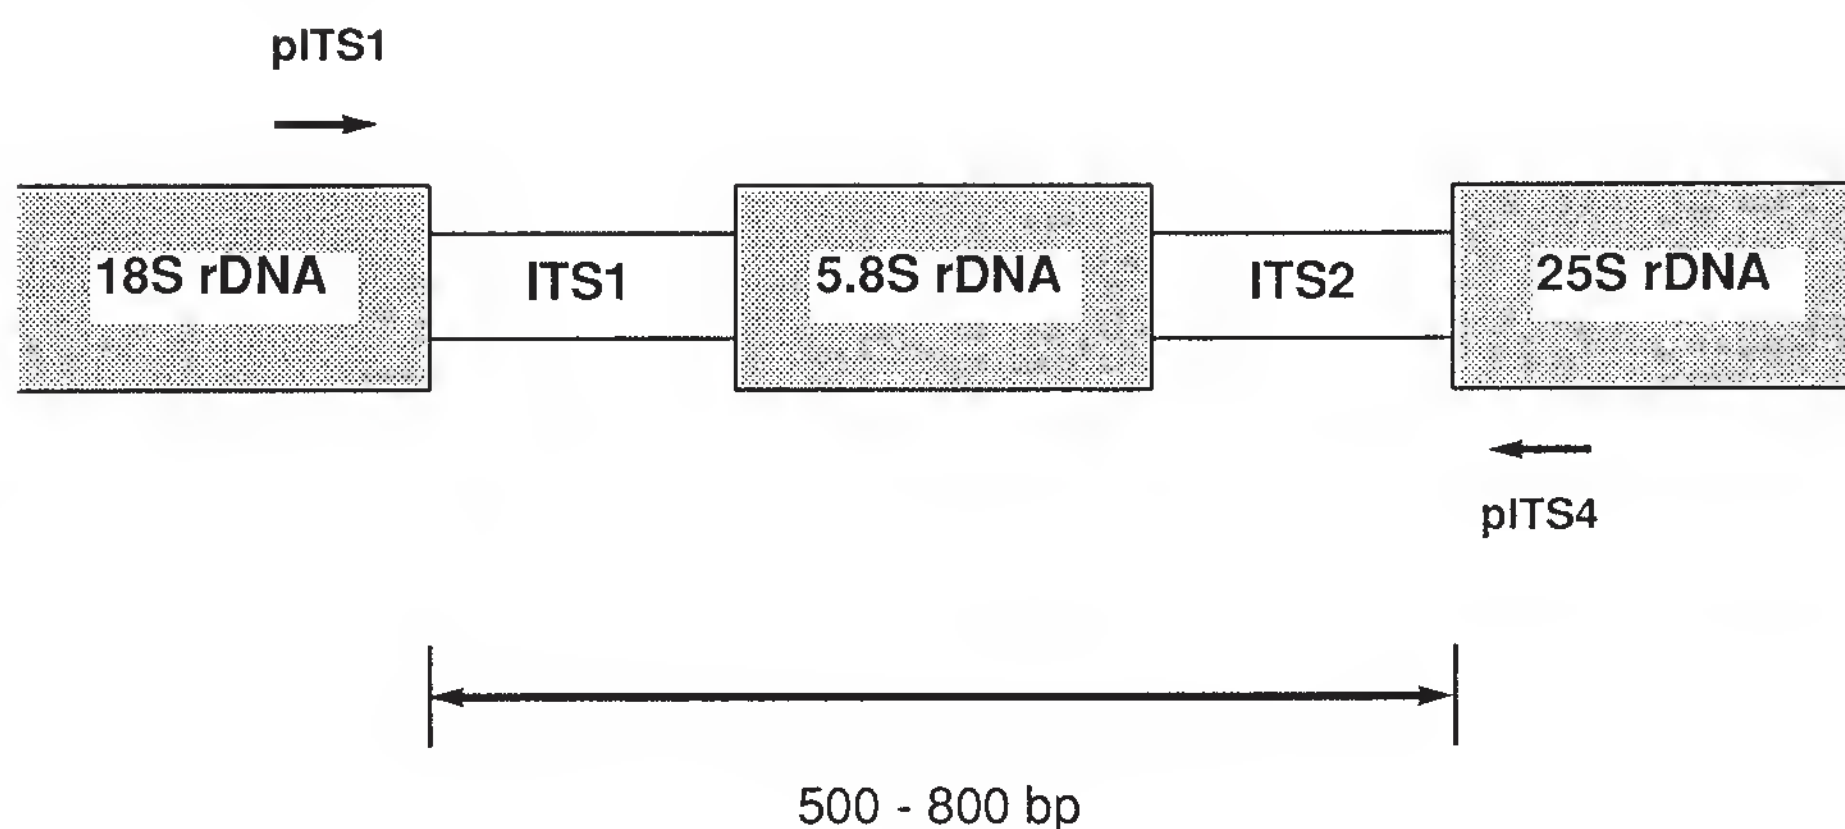 pITS1
18S rDNA
ITS1
5.8S rDNA
ITS2
25S rDNA
pITS4
500 - 800 bp